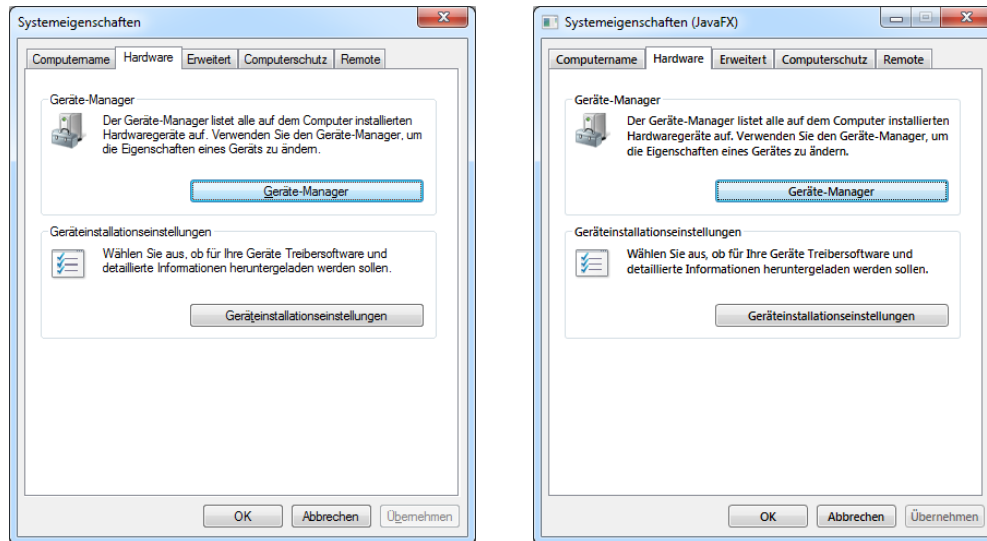 Systemeigenschaften
Computername Hardware Erweitert Computerschutz Remote
Geräte-Manager
Der Geräte-Manager listet alle auf dem Computer installierten
Hardwaregeräte auf. Verwenden Sie den Geräte-Manager, um
die Eigenschaften eines Geräts zu ändern.
Geräte-Manager
Geräteinstallationseinstellungen
Wählen Sie aus, ob für Ihre Geräte Treibersoftware und
detaillierte Informationen heruntergeladen werden sollen.
Geräteinstallationseinstellungen
OK Abbrechen Übernehmen
Systemeigenschaften (JavaFX)
Computername Hardware Erweitert Computerschutz Remote
Geräte-Manager
Der Geräte-Manager listet alle auf dem Computer installierten
Hardwaregeräte auf. Verwenden Sie den Geräte-Manager, um
die Eigenschaften eines Gerätes zu ändern.
Geräte-Manager
Geräteinstallationseinstellungen
Wählen Sie aus, ob für Ihre Geräte Treibersoftware und
detaillierte Informationen heruntergeladen werden sollen.
Geräteinstallationseinstellungen
OK Abbrechen Übernehmen